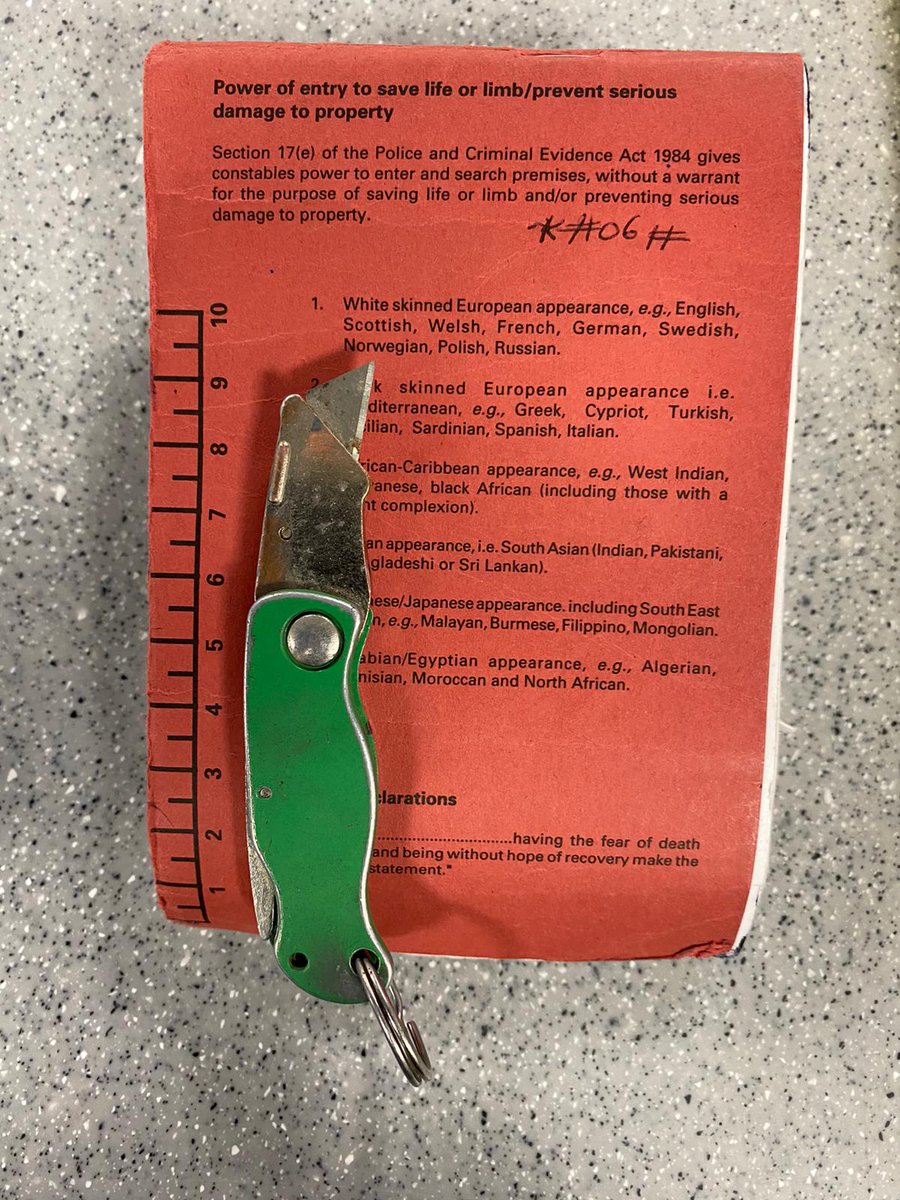 Power of entry to save life or limb/prevent serious
damage to property
Section 17(e) of the Police and Criminal Evidence Act 1984 gives
constables power to enter and search premises, without a warrant
for the purpose of saving life or limb and/or preventing serious
damage to property.
*#06#
1. White skinned European appearance, e.g., English,
Scottish, Welsh, French, German, Swedish,
Norwegian, Polish, Russian.
2. skinned European appearance i.e.
e.g., Greek, Cypriot, Turkish,
Sardinian, Spanish, Italian.
appearance, e.g., West Indian,
black African (including those with a
complexion).
appearance, i.e. South Asian (Indian, Pakistani,
or Sri Lankan).
appearance. including South East
e.g., Malayan, Burmese, Filippino, Mongolian.
appearance, e.g., Algerian,
Moroccan and North African.
having the fear of death
and being without hope of recovery make the
statement."
10
9
8
7
6
5
4
3
2
1